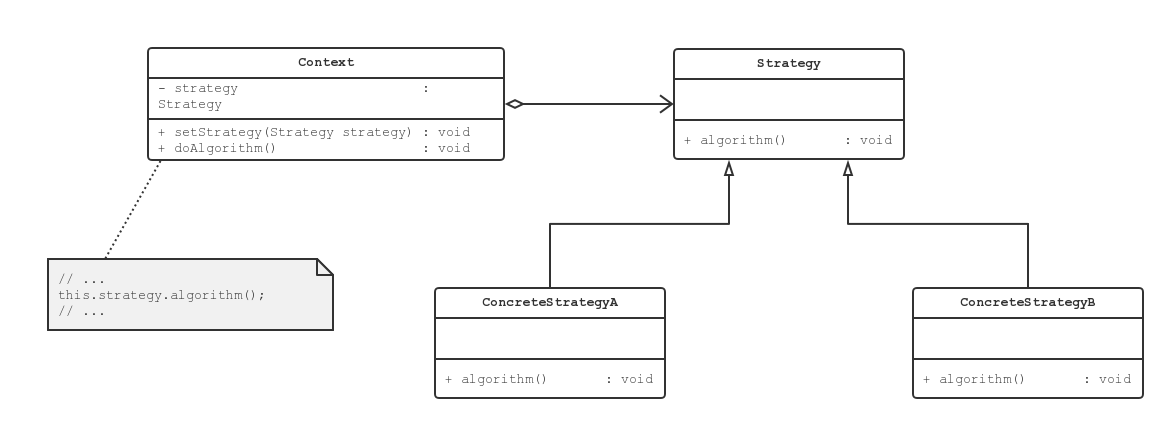 Context
- strategy :
Strategy
+ setStrategy(Strategy strategy) : void
+ doAlgorithm() : void
Strategy
+ algorithm() : void
// ...
this.strategy.algorithm();
// ...
ConcreteStrategyA
+ algorithm() : void
ConcreteStrategyB
+ algorithm() : void